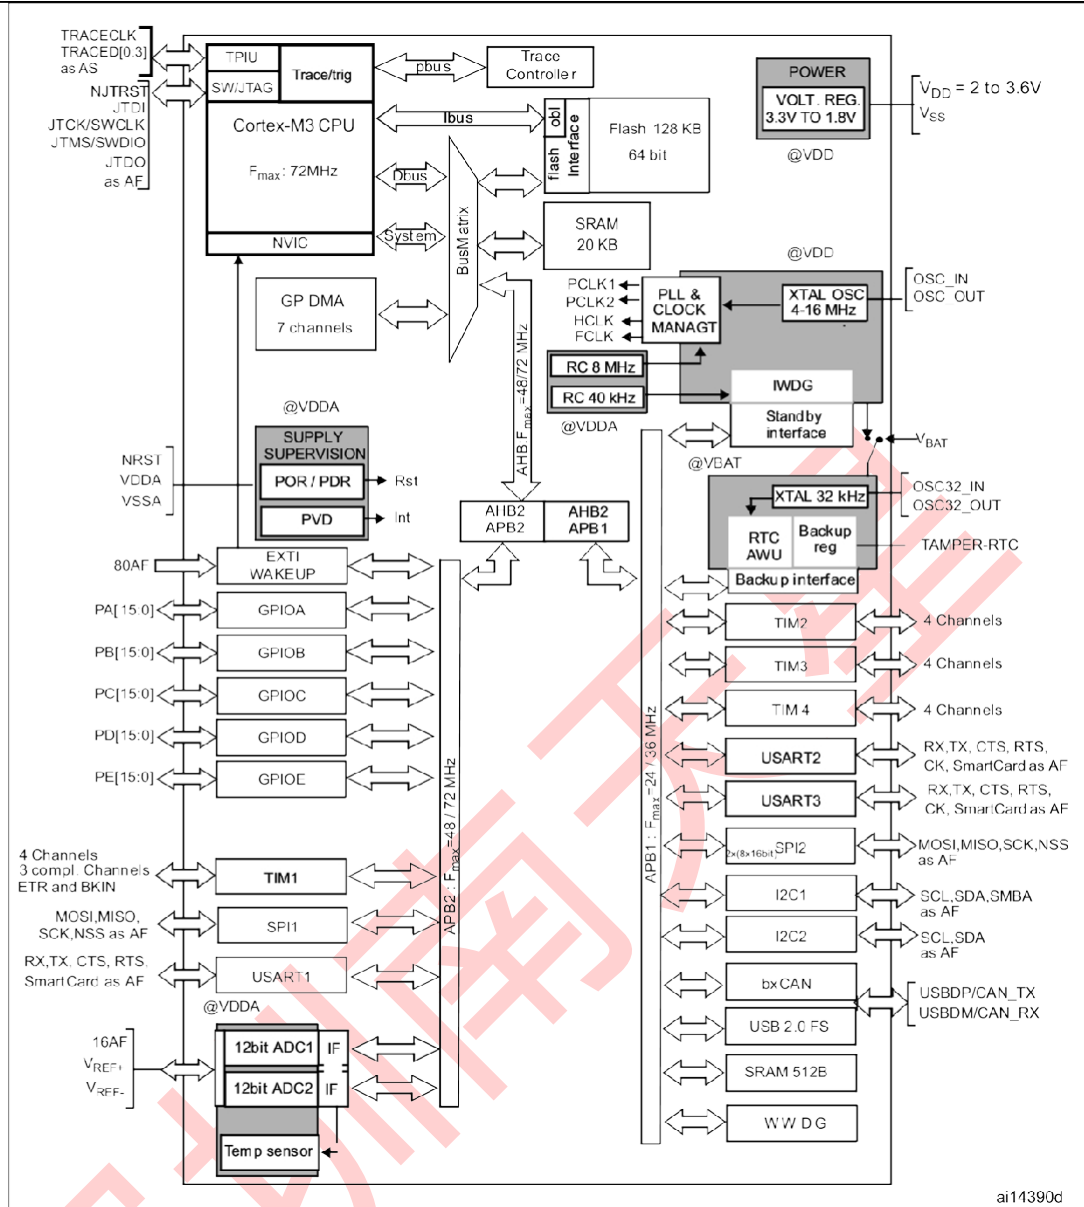 TRACECLK
TRACED[0.3]
as AS
NJTRST
JTDI
JTCK/SWCLK
JTMS/SWDIO
JTDO
as AF
TPIU
SW/JTAG
Trace/trig
Cortex-M3 CPU
Fmax : 72MHz
NVIC
pbus
Trace
Controller
Ibus
Dbus
System
BusMatrix
flash
obl
Interface
Flash 128 KB
64 bit
SRAM
20 KB
GP DMA
7 channels
POWER
VOLT. REG.
3.3V TO 1.8V
@VDD
VDD = 2 to 3.6V
VSS
@VDD
PCLK1
PCLK2
HCLK
FCLK
PLL &
CLOCK
MANAGT
XTAL OSC
4-16 MHz
OSC_IN
OSC_OUT
RC 8 MHz
RC 40 kHz
@VDDA
IWDG
Standby
interface
VBAT
@VBAT
@VDDA
SUPPLY
SUPERVISION
POR / PDR
PVD
Rst
Int
NRST
VDDA
VSSA
AHB Fmax=48/72 MHz
AHB2
APB2
AHB2
APB1
XTAL 32 kHz
OSC32_IN
OSC32_OUT
RTC
AWU
Backup
reg
TAMPER-RTC
Backup interface
80AF
EXTI
WAKEUP
PA[15:0]
GPIOA
PB[15:0]
GPIOB
PC[15:0]
GPIOC
PD[15:0]
GPIOD
PE[15:0]
GPIOE
4 Channels
3 compl. Channels
ETR and BKIN
TIM1
MOSI,MISO,
SCK,NSS as AF
SPI1
RX,TX, CTS, RTS,
SmartCard as AF
USART1
@VDDA
16AF
VREF+
VREF-
12bit ADC1
IF
12bit ADC2
IF
Temp sensor
APB2 : Fmax=48 / 72 MHz
APB1 : Fmax=24 / 36 MHz
TIM2
4 Channels
TIM3
4 Channels
TIM 4
4 Channels
USART2
RX,TX, CTS, RTS,
CK, SmartCard as AF
USART3
RX,TX, CTS, RTS,
CK, SmartCard as AF
2x(8x16bit)SPI2
MOSI,MISO,SCK,NSS
as AF
I2C1
SCL,SDA,SMBA
as AF
I2C2
SCL,SDA
as AF
bxCAN
USBDP/CAN_TX
USBDM/CAN_RX
USB 2.0 FS
SRAM 512B
WWDG
ai14390d